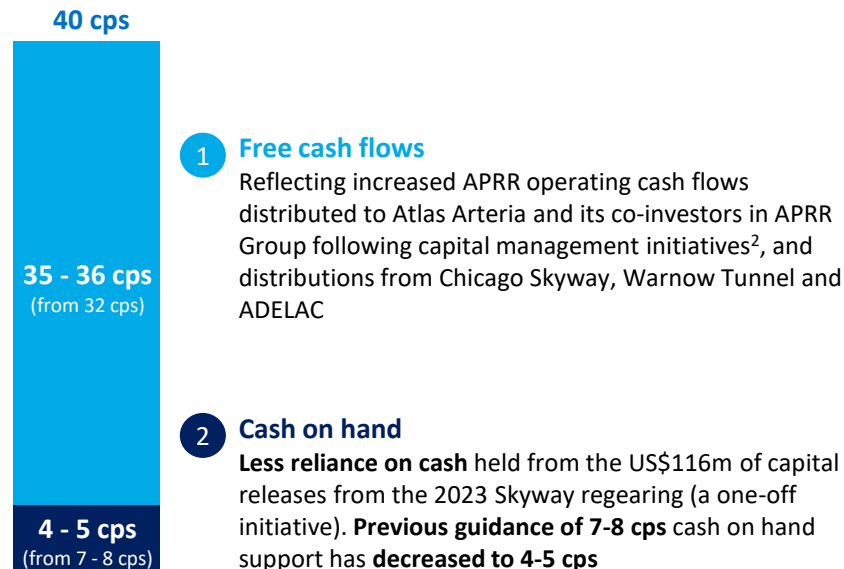 40 cps
35 - 36 cps
(from 32 cps)
4 - 5 cps
(from 7 - 8 cps)
1 Free cash flows
Reflecting increased APRR operating cash flows
distributed to Atlas Arteria and its co-investors in APRR
Group following capital management initiatives², and
distributions from Chicago Skyway, Warnow Tunnel and
ADELAC
2 Cash on hand
Less reliance on cash held from the US$116m of capital
releases from the 2023 Skyway regearing (a one-off
initiative). Previous guidance of 7-8 cps cash on hand
support has decreased to 4-5 cps